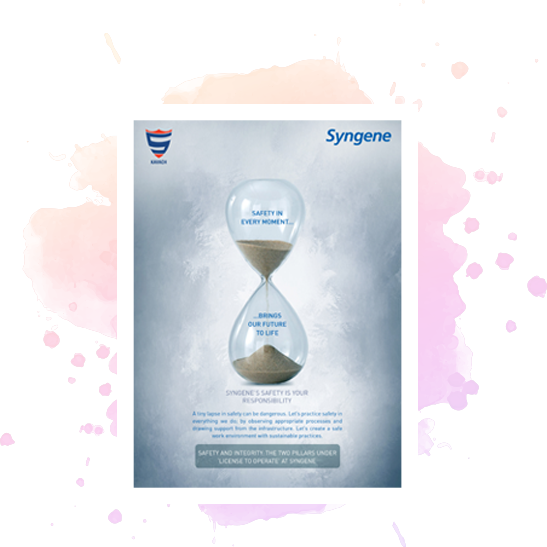 Syngene
KAVACH
SAFETY IN
EVERY MOMENT...
...BRINGS
OUR FUTURE
TO LIFE
SYNGENE'S SAFETY IS YOUR
RESPONSIBILITY
A tiny lapse in safety can be dangerous. Let's practice safety in
everything we do, by observing appropriate processes and
drawing support from the infrastructure. Let's create a safe
work environment with sustainable practices.
SAFETY AND INTEGRITY: THE TWO PILLARS UNDER
'LICENSE TO OPERATE' AT SYNGENE